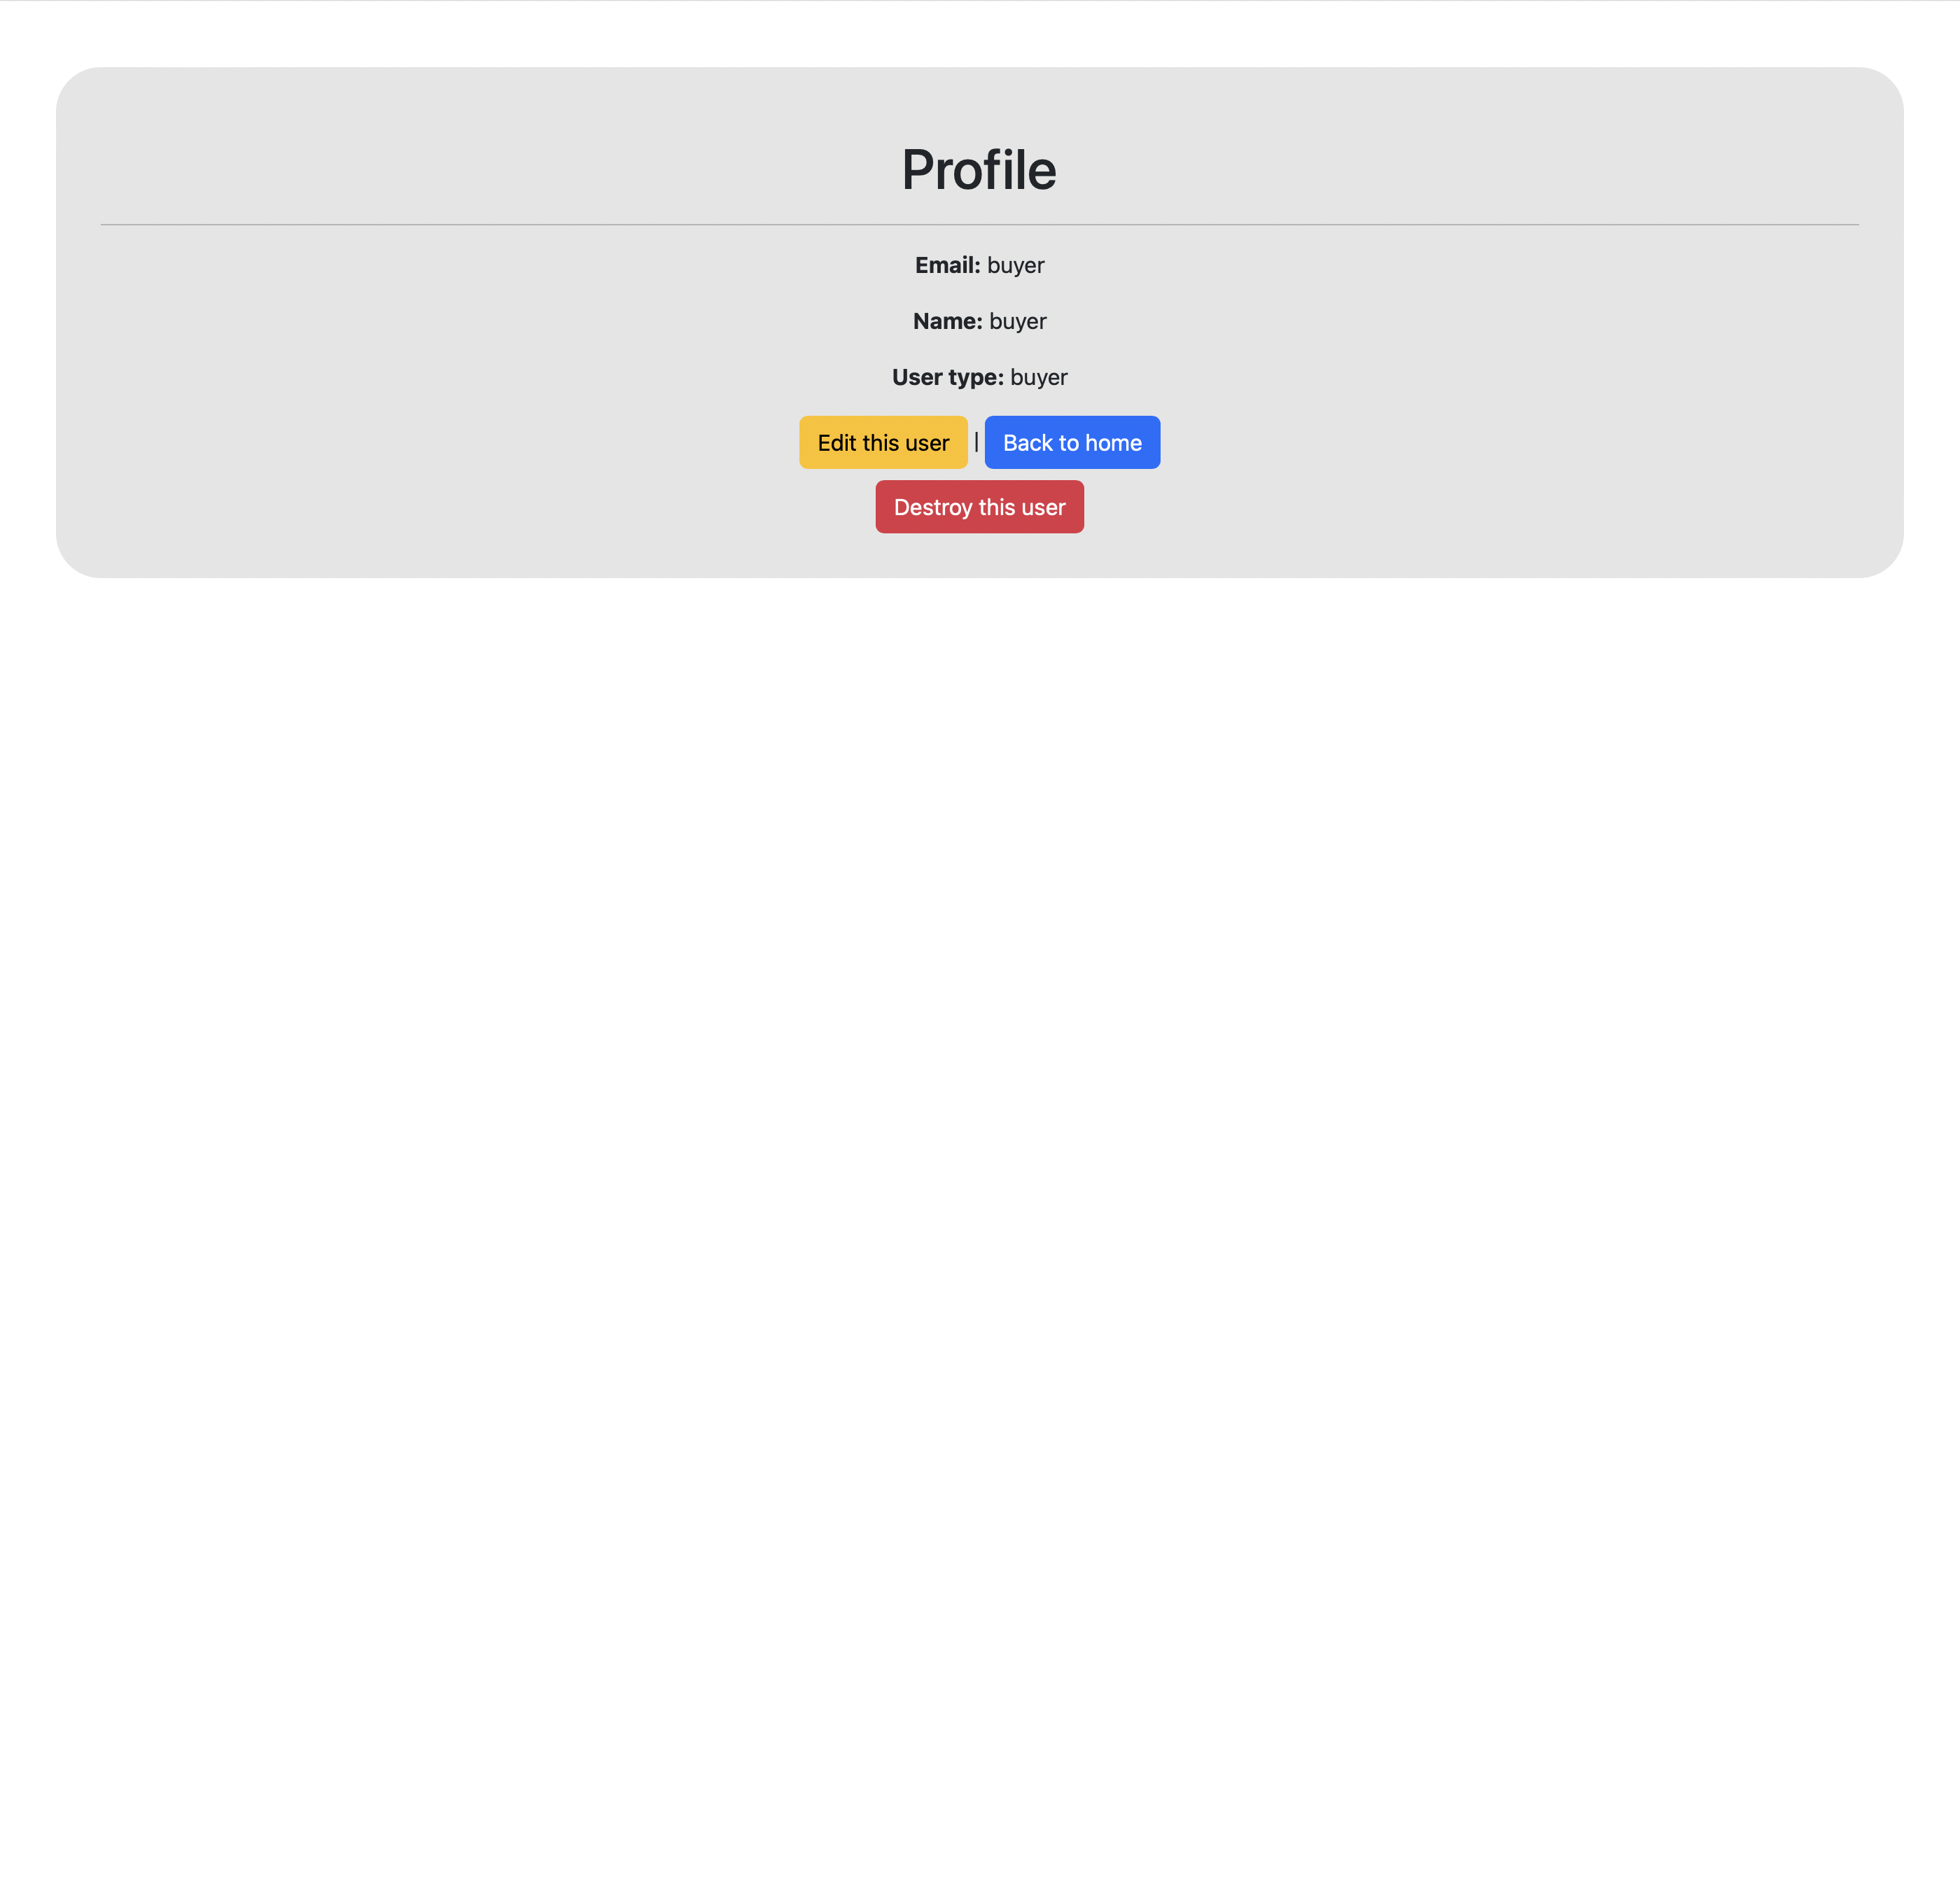 Profile
Email: buyer
Name: buyer
User type: buyer
Edit this user | Back to home
Destroy this user